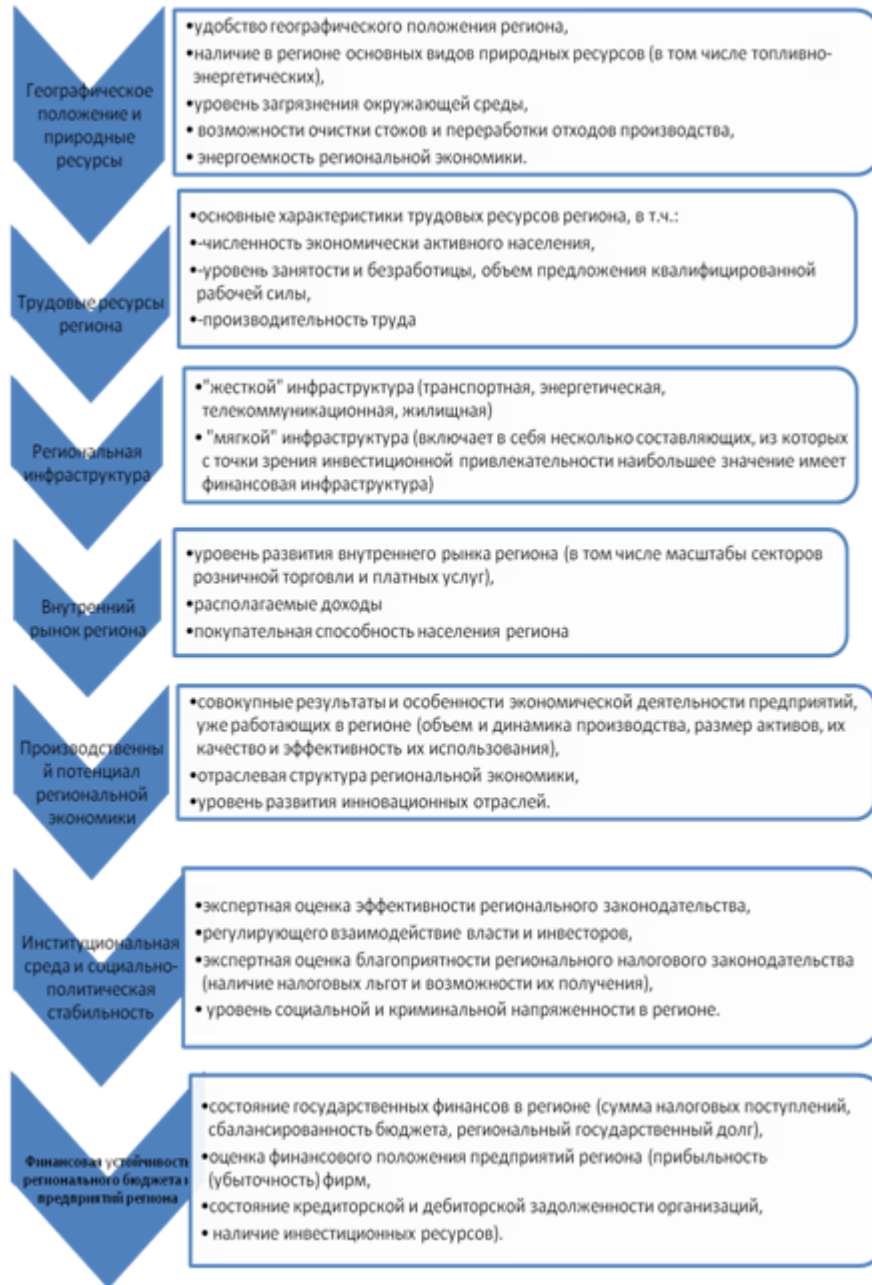 Географическое
положение и
природные
ресурсы
•удобство географического положения региона,
•наличие в регионе основных видов природных ресурсов (в том числе топливно-
энергетических),
•уровень загрязнения окружающей среды,
• возможности очистки стоков и переработки отходов производства,
• энергоемкость региональной экономики.
Трудовые ресурсы
региона
•основные характеристики трудовых ресурсов региона, в т.ч.:
•-численность экономически активного населения,
•-уровень занятости и безработицы, объем предложения квалифицированной
рабочей силы,
•-производительность труда
Региональная
инфраструктура
•"жесткой" инфраструктура (транспортная, энергетическая,
телекоммуникационная, жилищная)
• "мягкой" инфраструктура (включает в себя несколько составляющих, из которых
с точки зрения инвестиционной привлекательности наибольшее значение имеет
финансовая инфраструктура)
Внутренний
рынок региона
•уровень развития внутреннего рынка региона (в том числе масштабы секторов
розничной торговли и платных услуг),
•располагаемые доходы
•покупательная способность населения региона
Производственны
й потенциал
региональной
экономики
•совокупные результаты и особенности экономической деятельности предприятий,
уже работающих в регионе (объем и динамика производства, размер активов, их
качество и эффективность их использования),
•отраслевая структура региональной экономики,
•уровень развития инновационных отраслей.
Институциональная
среда и социально-
политическая
стабильность
•экспертная оценка эффективности регионального законодательства,
•регулирующего взаимодействие власти и инвесторов,
•экспертная оценка благоприятности регионального налогового законодательства
(наличие налоговых льгот и возможности их получения),
• уровень социальной и криминальной напряженности в регионе.
Финансовая устойчивость
регионального бюджета и
предприятий региона
•состояние государственных финансов в регионе (сумма налоговых поступлений,
сбалансированность бюджета, региональный государственный долг),
•оценка финансового положения предприятий региона (прибыльность
(убыточность) фирм,
•состояние кредиторской и дебиторской задолженности организаций,
• наличие инвестиционных ресурсов).